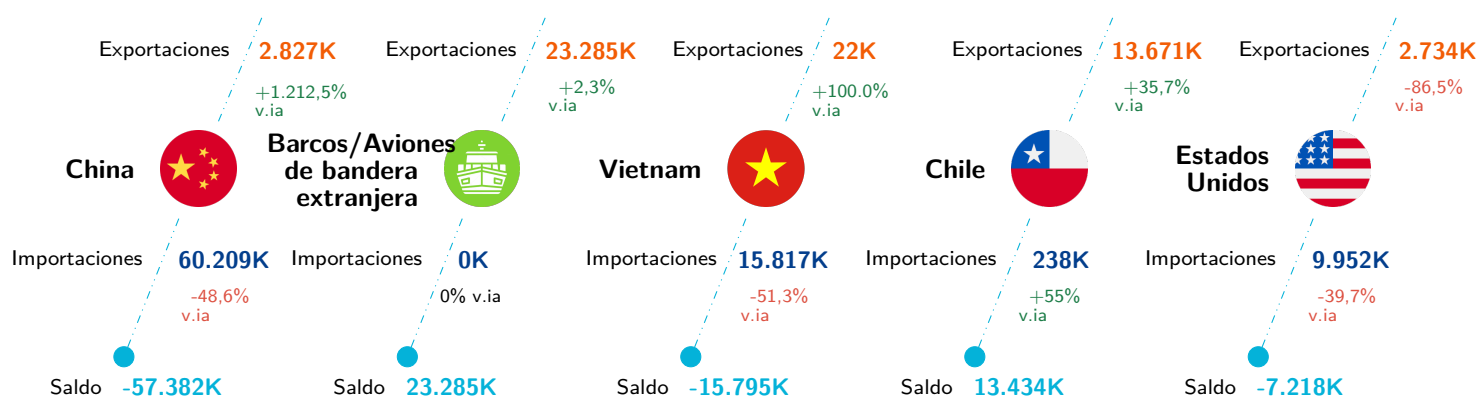 Exportaciones 2.827K
+1.212,5%
v.ia
China
Importaciones 60.209K
-48,6%
v.ia
Saldo -57.382K
Exportaciones 23.285K
+2,3%
v.ia
Barcos/Aviones
de bandera
extranjera
Importaciones 0K
0% v.ia
Saldo 23.285K
Exportaciones 22K
+100.0%
v.ia
Vietnam
Importaciones 15.817K
-51,3%
v.ia
Saldo -15.795K
Exportaciones 13.671K
+35,7%
v.ia
Chile
Importaciones 238K
+55%
v.ia
Saldo 13.434K
Exportaciones 2.734K
-86,5%
v.ia
Estados
Unidos
Importaciones 9.952K
-39,7%
v.ia
Saldo -7.218K